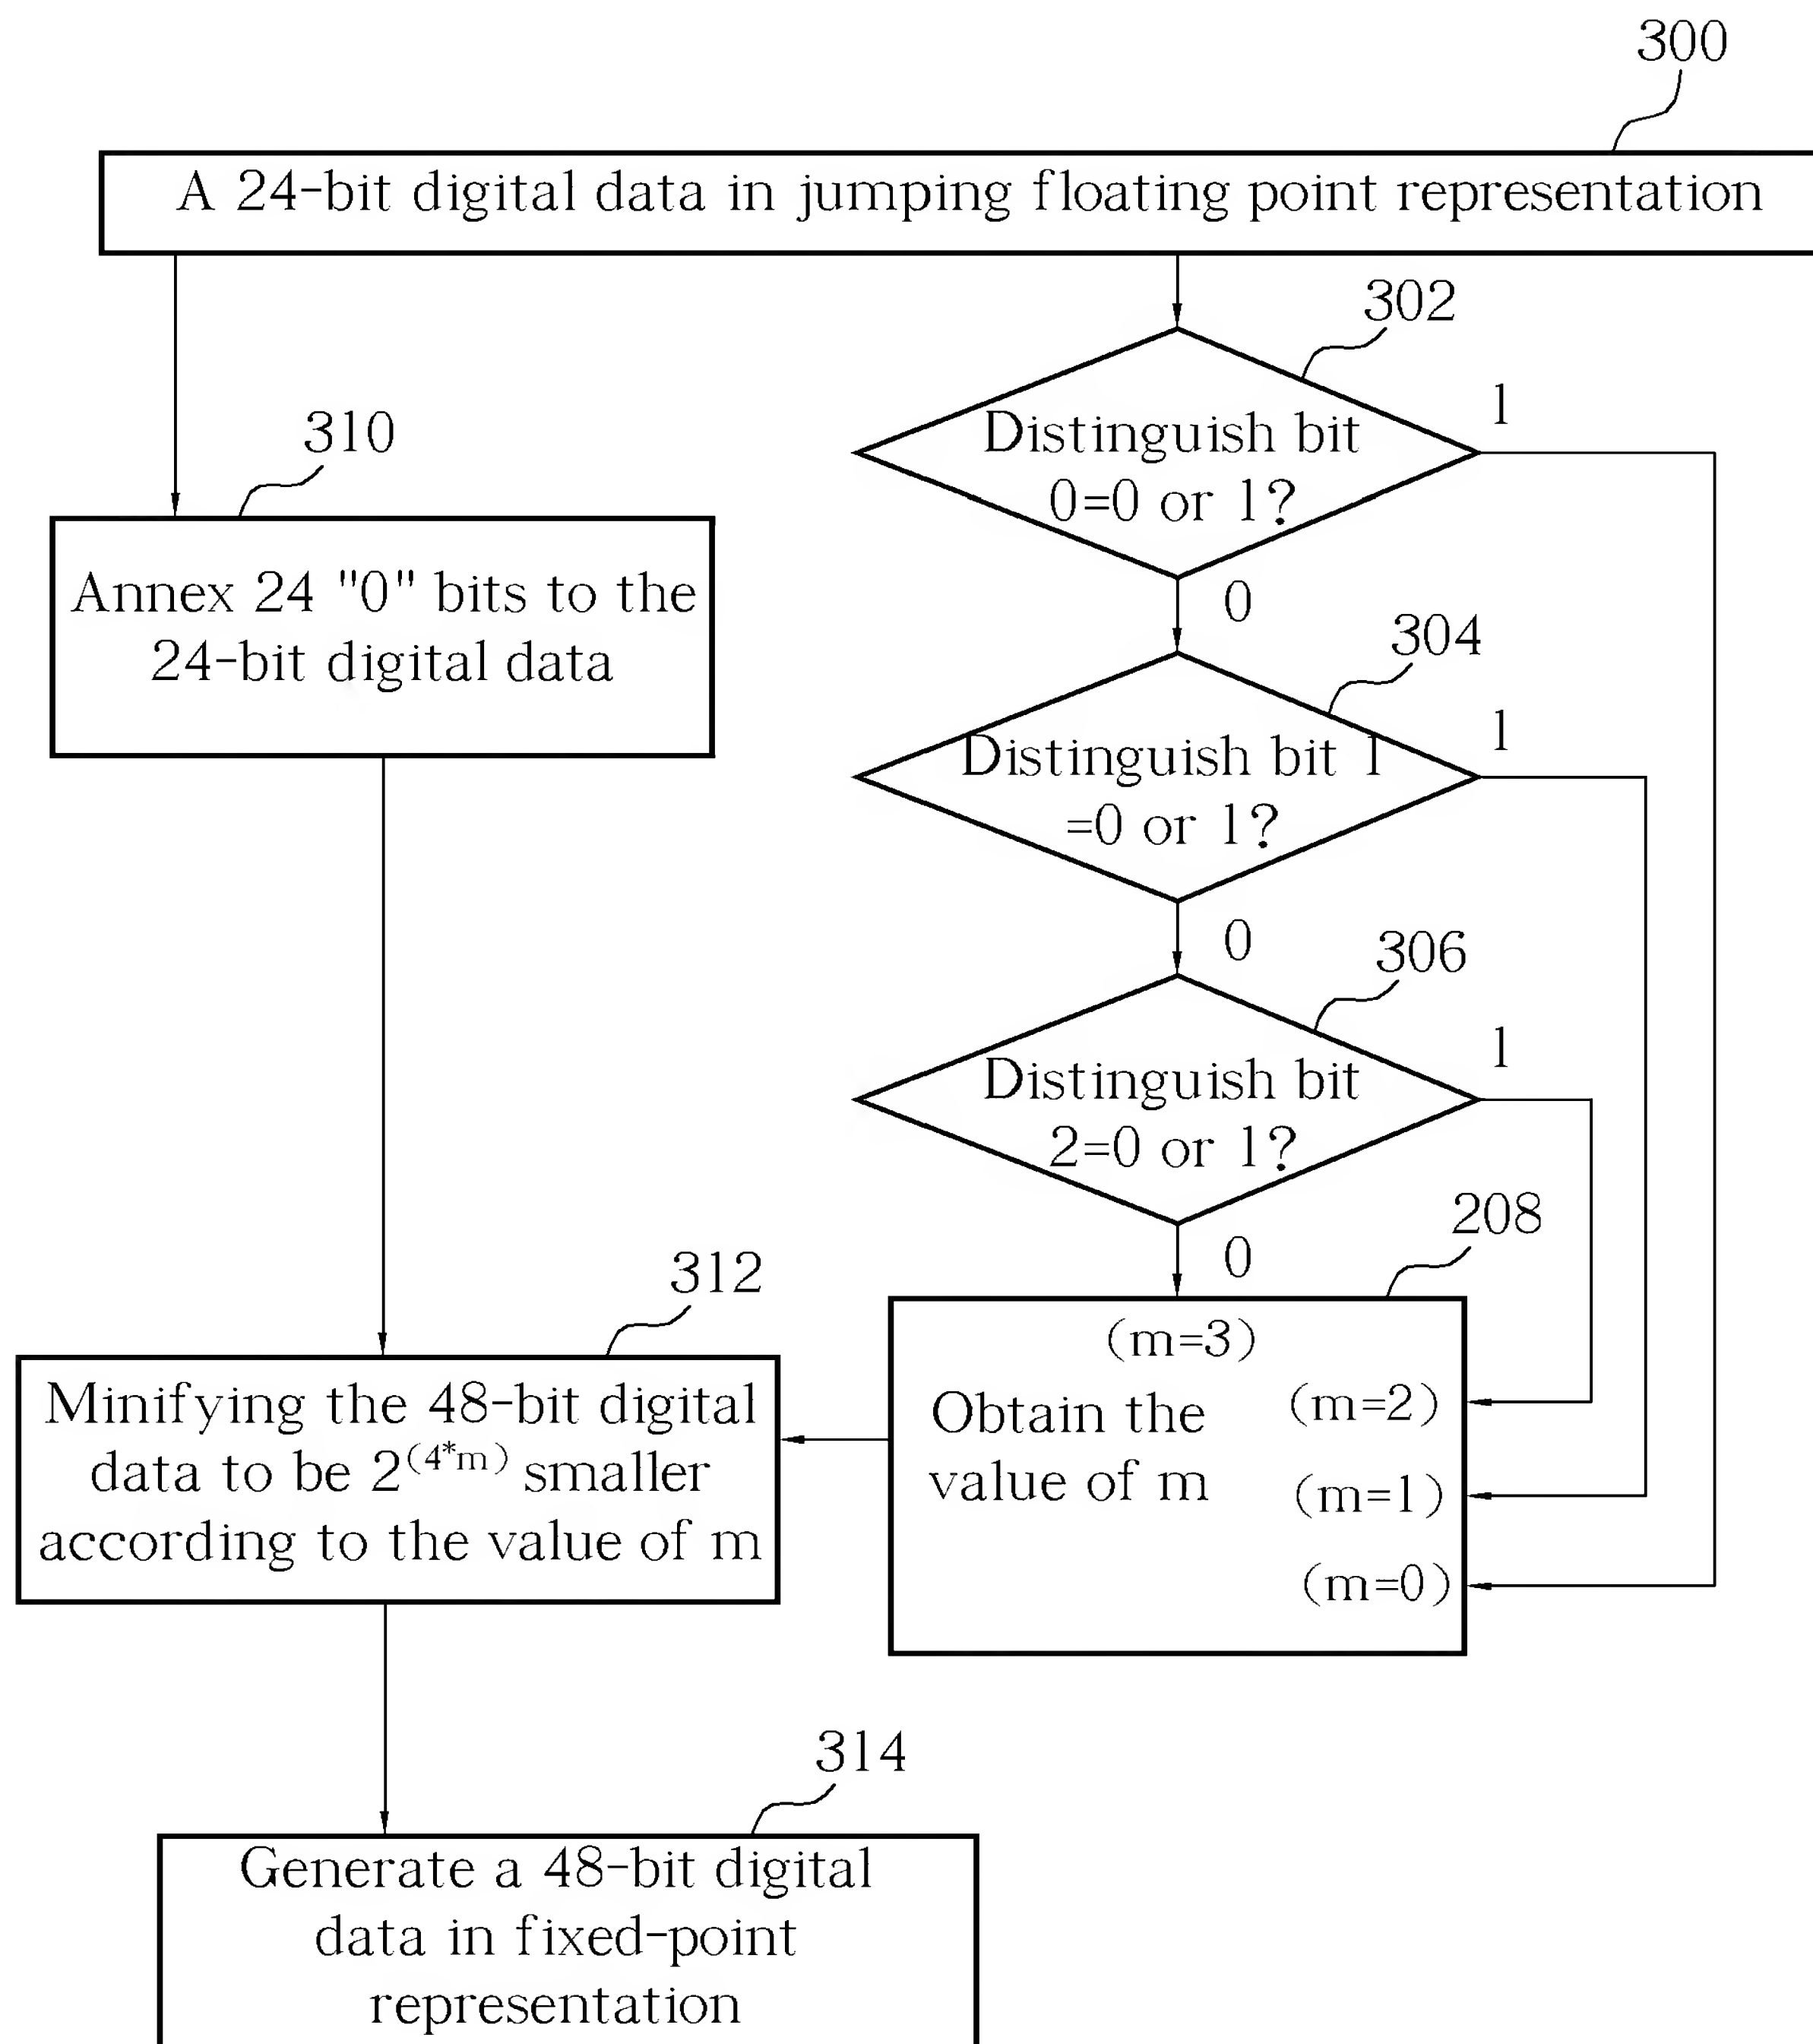 300
A 24-bit digital data in jumping floating point representation
302
Distinguish bit
0=0 or 1?
1
0
310
Annex 24 "0" bits to the
24-bit digital data
304
Distinguish bit 1
=0 or 1?
1
0
306
Distinguish bit
2=0 or 1?
1
0
208
(m=3)
Obtain the
value of m
(m=2)
(m=1)
(m=0)
312
Minifying the 48-bit digital
data to be 2^(4*m) smaller
according to the value of m
314
Generate a 48-bit digital
data in fixed-point
representation